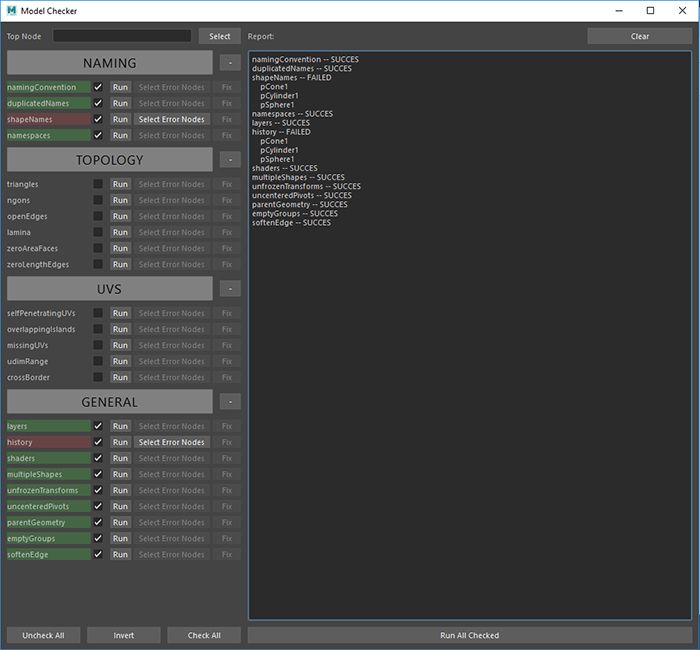 Model Checker
Top Node Select
NAMING -
namingConvention Run Select Error Nodes Fix
duplicatedNames Run Select Error Nodes Fix
shapeNames Run Select Error Nodes Fix
namespaces Run Select Error Nodes Fix
TOPOLOGY -
triangles Run Select Error Nodes Fix
ngons Run Select Error Nodes Fix
openEdges Run Select Error Nodes Fix
lamina Run Select Error Nodes Fix
zeroAreaFaces Run Select Error Nodes Fix
zeroLengthEdges Run Select Error Nodes Fix
UVS -
selfPenetratingUVs Run Select Error Nodes Fix
overlappingIslands Run Select Error Nodes Fix
missingUVs Run Select Error Nodes Fix
udimRange Run Select Error Nodes Fix
crossBorder Run Select Error Nodes Fix
GENERAL -
layers Run Select Error Nodes Fix
history Run Select Error Nodes Fix
shaders Run Select Error Nodes Fix
multipleShapes Run Select Error Nodes Fix
unfrozenTransforms Run Select Error Nodes Fix
uncenteredPivots Run Select Error Nodes Fix
parentGeometry Run Select Error Nodes Fix
emptyGroups Run Select Error Nodes Fix
softenEdge Run Select Error Nodes Fix
Uncheck All Invert Check All
Report: Clear
namingConvention -- SUCCES
duplicatedNames -- SUCCES
shapeNames -- FAILED
pCone1
pCylinder1
pSphere1
namespaces -- SUCCES
layers -- SUCCES
history -- FAILED
pCone1
pCylinder1
pSphere1
shaders -- SUCCES
multipleShapes -- SUCCES
unfrozenTransforms -- SUCCES
uncenteredPivots -- SUCCES
parentGeometry -- SUCCES
emptyGroups -- SUCCES
softenEdge -- SUCCES
Run All Checked